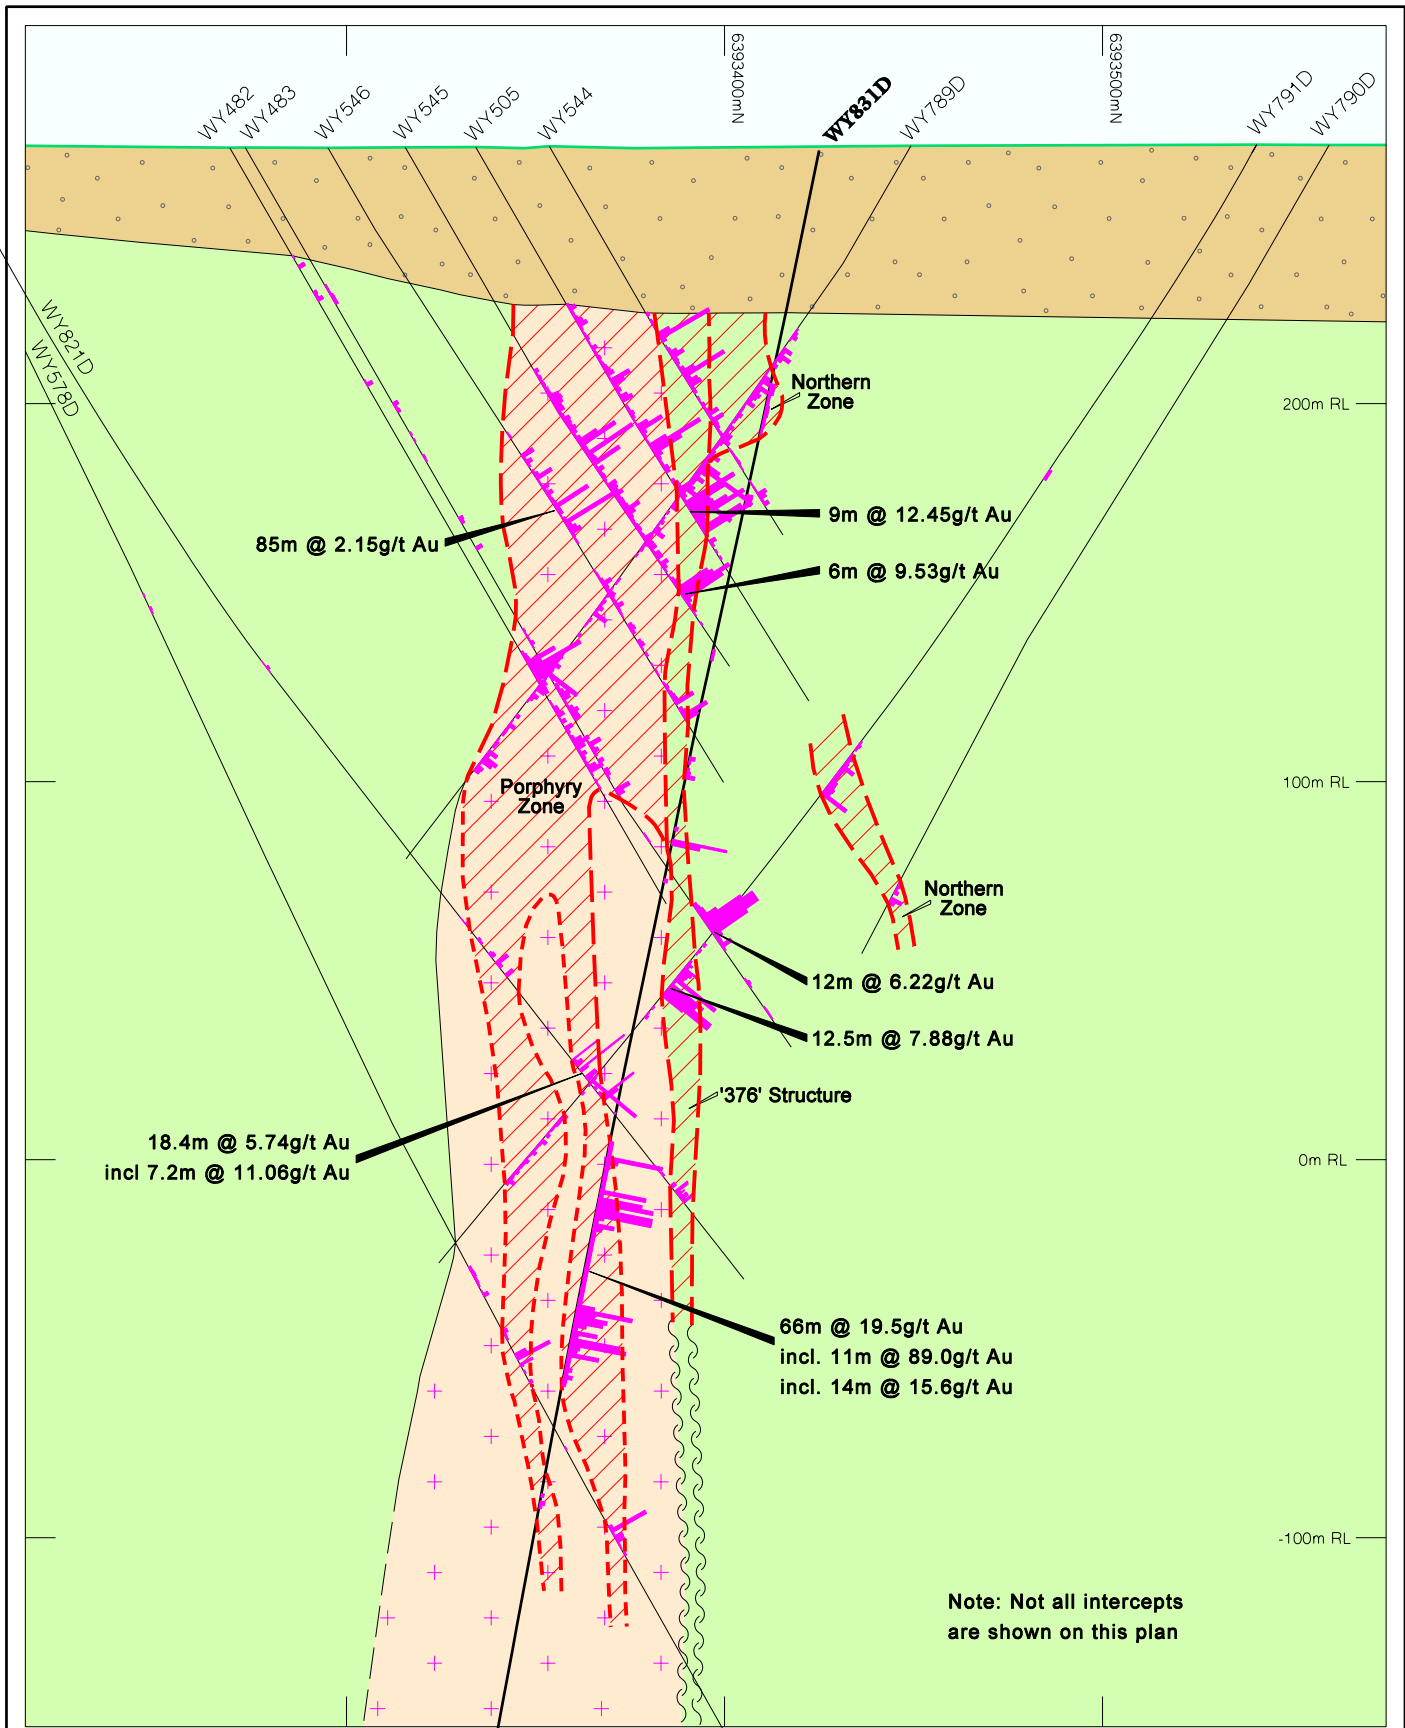 6393400mN
6393500mN
WY482
WY483
WY546
WY545
WY505
WY544
WY831D
WY789D
WY791D
WY790D
WY821D
WY578D
Northern
Zone
200m RL
9m @ 12.45g/t Au
85m @ 2.15g/t Au
6m @ 9.53g/t Au
100m RL
Porphyry
Zone
Northern
Zone
12m @ 6.22g/t Au
12.5m @ 7.88g/t Au
'376' Structure
18.4m @ 5.74g/t Au
incl 7.2m @ 11.06g/t Au
0m RL
66m @ 19.5g/t Au
incl. 11m @ 89.0g/t Au
incl. 14m @ 15.6g/t Au
-100m RL
Note: Not all intercepts
are shown on this plan